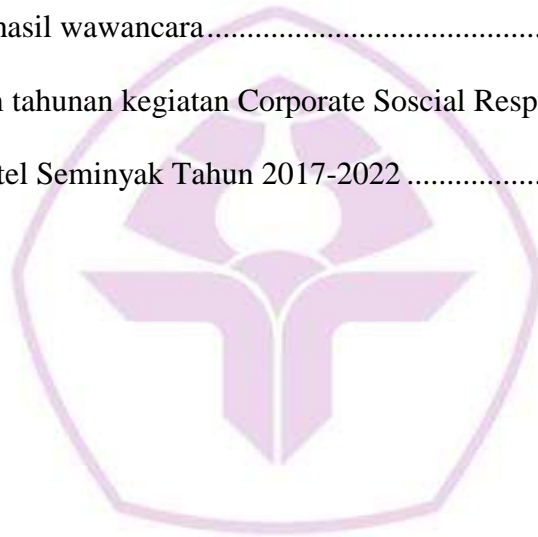 hasil wawancara..........................................
n tahunan kegiatan Corporate Soscial Resp
tel Seminyak Tahun 2017-2022 ....................